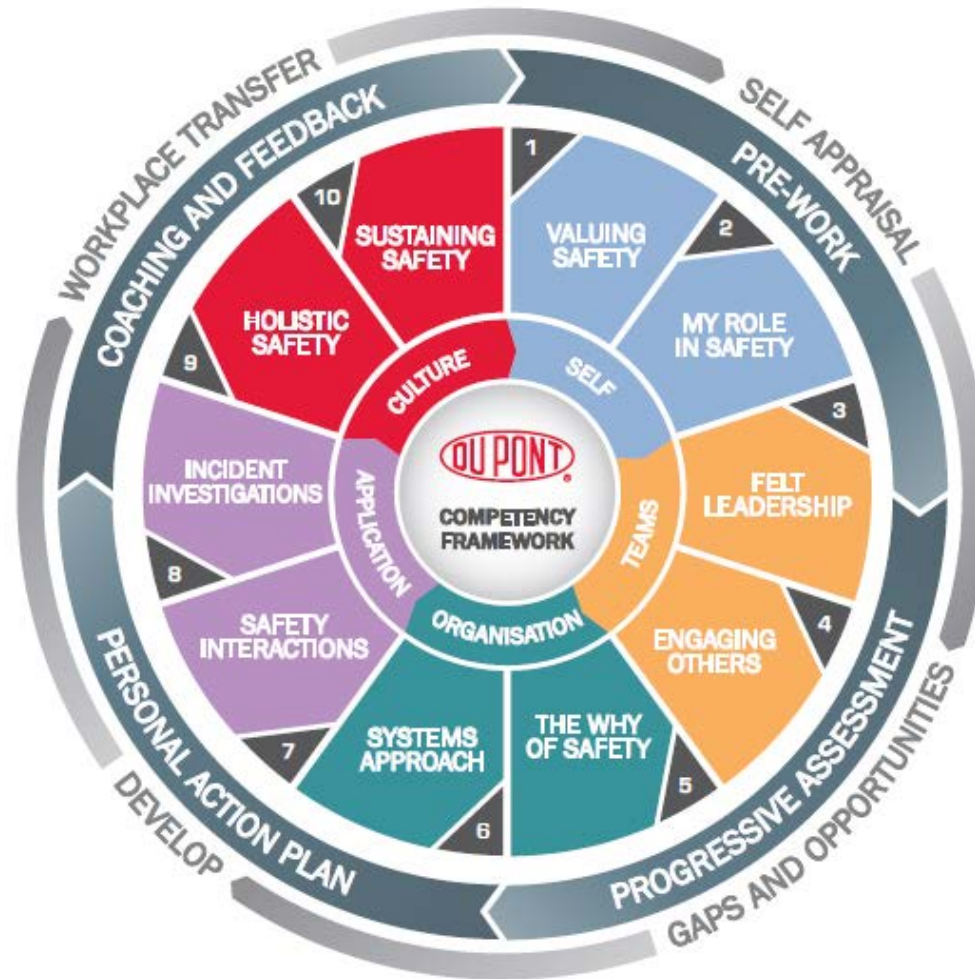 WORKPLACE TRANSFER
SELF APPRAISAL
GAPS AND OPPORTUNITIES
DEVELOP
COACHING AND FEEDBACK
PRE-WORK
PROGRESSIVE ASSESSMENT
PERSONAL ACTION PLAN
1
VALUING
SAFETY
2
MY ROLE
IN SAFETY
3
FELT
LEADERSHIP
4
ENGAGING
OTHERS
5
THE WHY
OF SAFETY
6
SYSTEMS
APPROACH
7
SAFETY
INTERACTIONS
8
INCIDENT
INVESTIGATIONS
9
HOLISTIC
SAFETY
10
SUSTAINING
SAFETY
SELF
TEAMS
ORGANISATION
APPLICATION
CULTURE
DU PONT®
COMPETENCY
FRAMEWORK